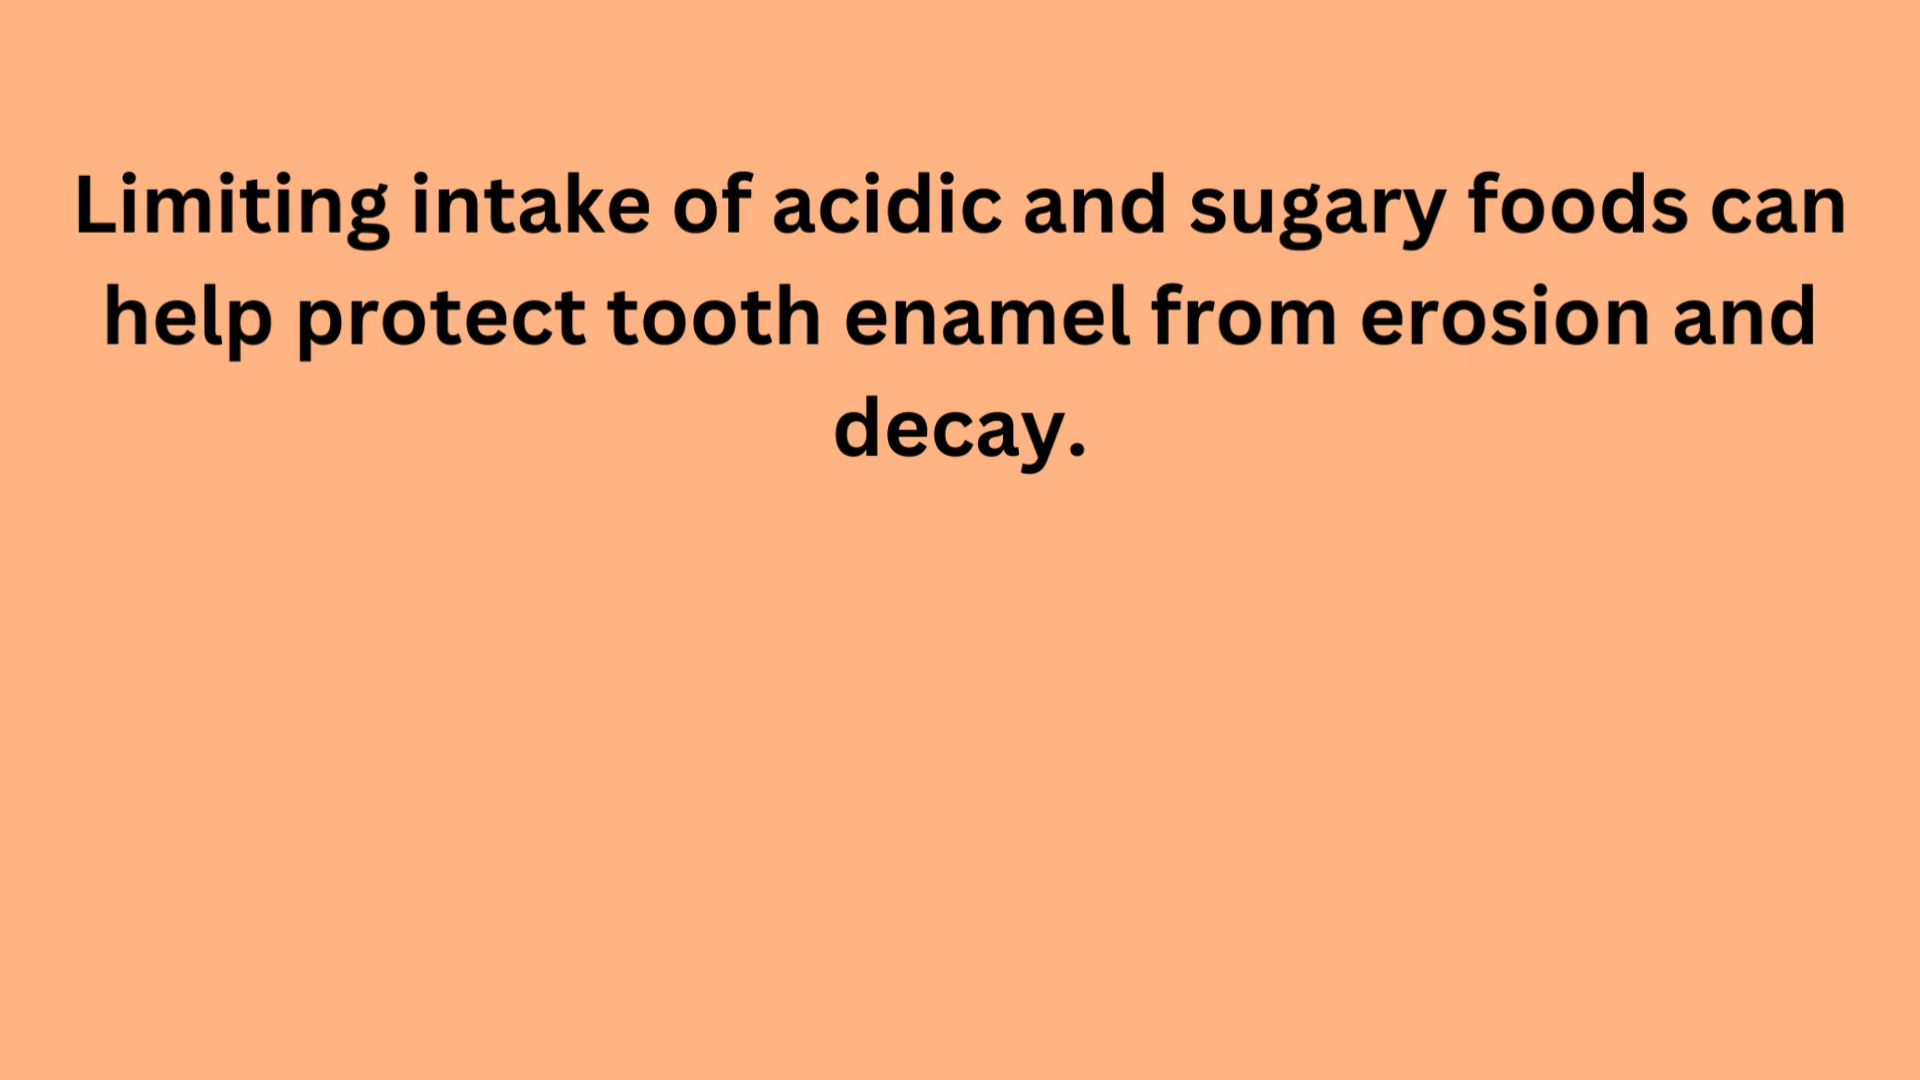 Limiting intake of acidic and sugary foods can
help protect tooth enamel from erosion and
decay.